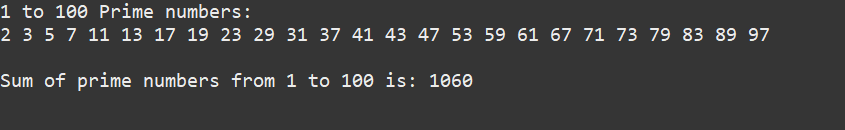 1 to 100 Prime numbers:
2 3 5 7 11 13 17 19 23 29 31 37 41 43 47 53 59 61 67 71 73 79 83 89 97
Sum of prime numbers from 1 to 100 is: 1060